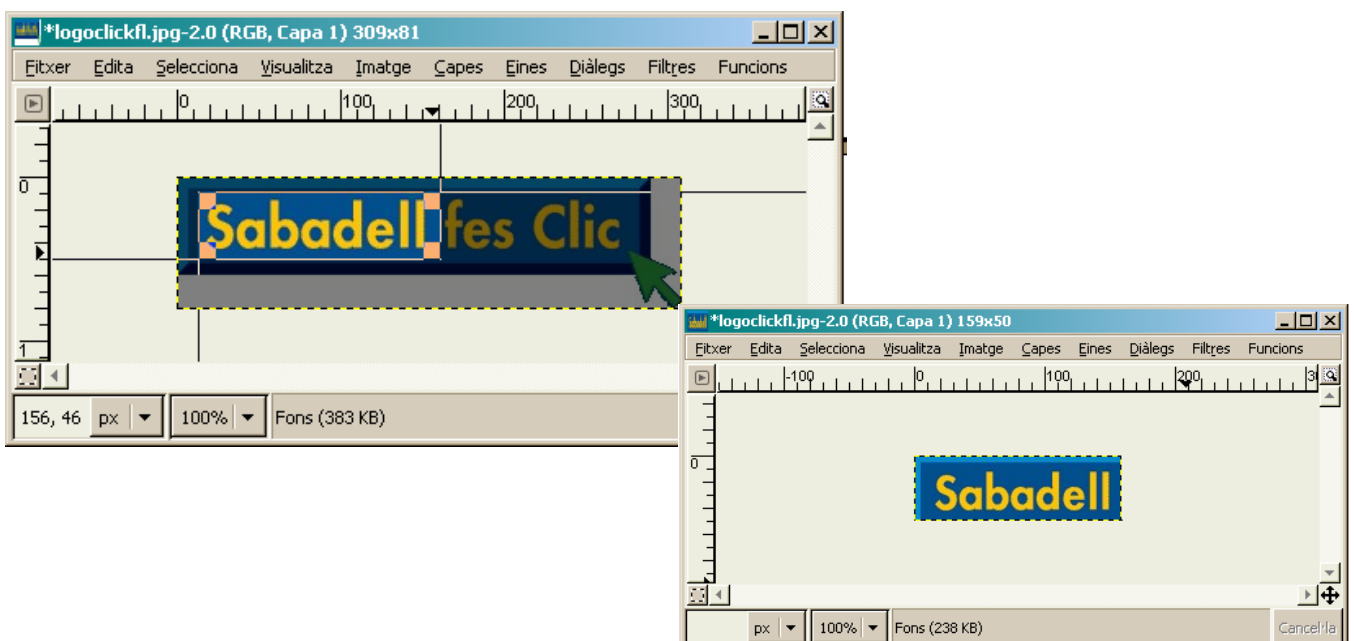 *logoclickfl.jpg-2.0 (RGB, Capa 1) 309x81
Fitxer Edita Selecciona Visualitza Imatge Capes Eines Diàlegs Filtres Funcions
0 100 200 300
0
Sabadell fes Clic
1
156, 46 px 100% Fons (383 KB)
*logoclickfl.jpg-2.0 (RGB, Capa 1) 159x50
Fitxer Edita Selecciona Visualitza Imatge Capes Eines Diàlegs Filtres Funcions
-100 0 100 200 3
0
Sabadell
px 100% Fons (238 KB) Cancel·la